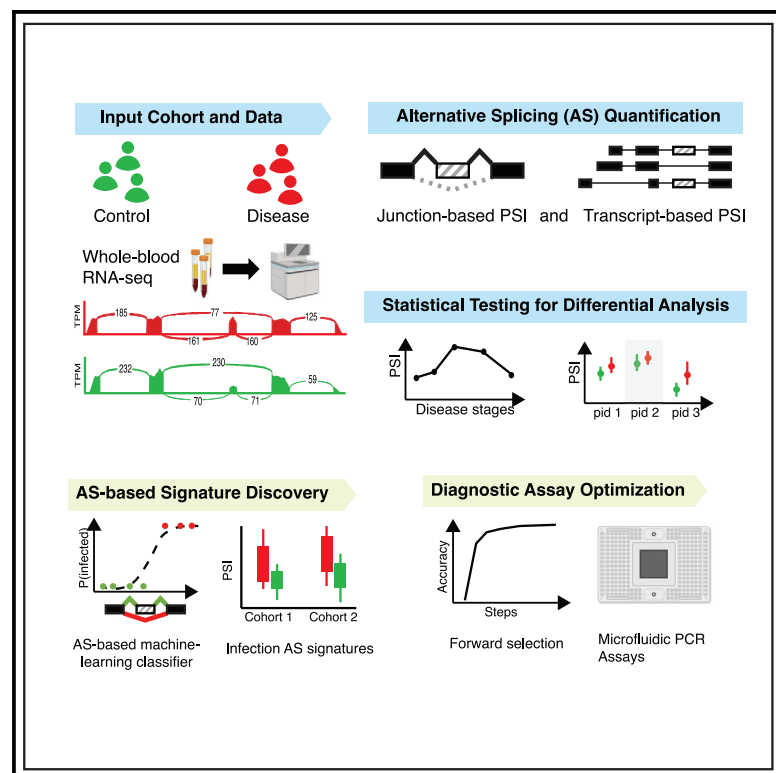 Input Cohort and Data
Control
Disease
Whole-blood
RNA-seq
TPM
185
77
125
161
160
TPM
232
230
59
70
71
Alternative Splicing (AS) Quantification
Junction-based PSI and Transcript-based PSI
Statistical Testing for Differential Analysis
PSI
Disease stages
PSI
pid 1
pid 2
pid 3
AS-based Signature Discovery
P(infected)
AS-based machine-
learning classifier
PSI
Cohort 1
Cohort 2
Infection AS signatures
Diagnostic Assay Optimization
Accuracy
Steps
Forward selection
Microfluidic PCR
Assays